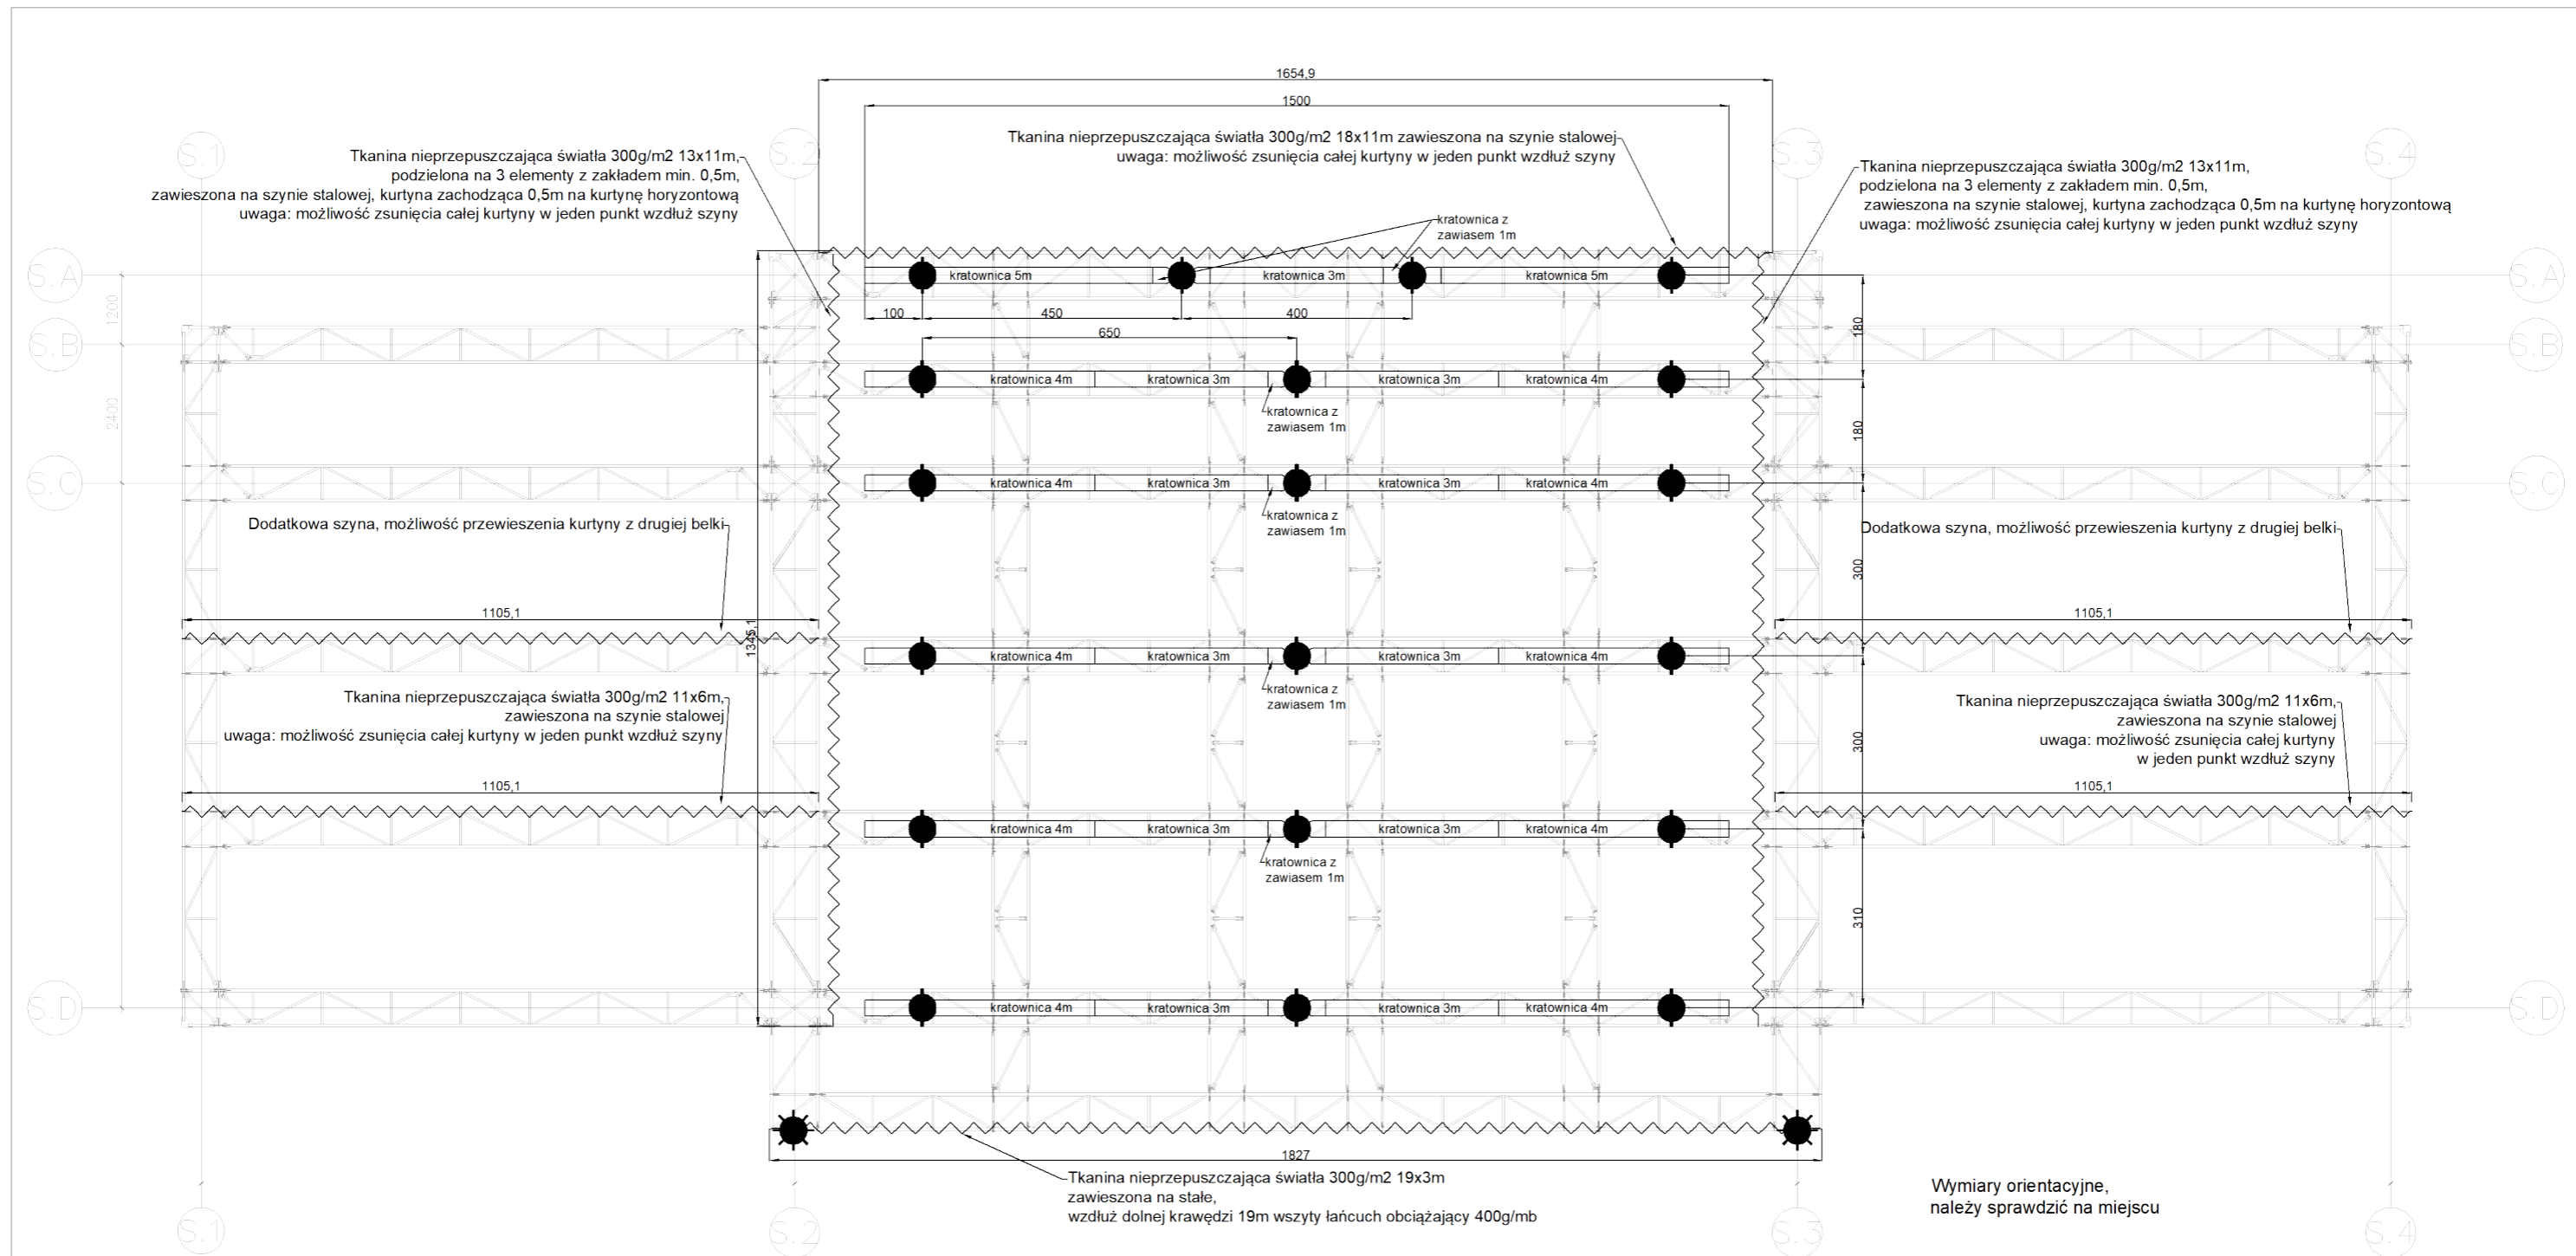 1654,9
1500
Tkanina nieprzepuszczająca światła 300g/m2 18x11m zawieszona na szynie stalowej
uwaga: możliwość zsunięcia całej kurtyny w jeden punkt wzdłuż szyny
S.1
S.2
S.3
S.4
Tkanina nieprzepuszczająca światła 300g/m2 13x11m,
podzielona na 3 elementy z zakładem min. 0,5m,
zawieszona na szynie stalowej, kurtyna zachodząca 0,5m na kurtynę horyzontową
uwaga: możliwość zsunięcia całej kurtyny w jeden punkt wzdłuż szyny
Tkanina nieprzepuszczająca światła 300g/m2 13x11m,
podzielona na 3 elementy z zakładem min. 0,5m,
zawieszona na szynie stalowej, kurtyna zachodząca 0,5m na kurtynę horyzontową
uwaga: możliwość zsunięcia całej kurtyny w jeden punkt wzdłuż szyny
kratownica z
zawiasem 1m
S.A
kratownica 5m
kratownica 3m
kratownica 5m
S.A
1200
100
450
400
180
S.B
650
S.B
kratownica 4m
kratownica 3m
kratownica 3m
kratownica 4m
2400
kratownica z
zawiasem 1m
180
S.C
kratownica 4m
kratownica 3m
kratownica 3m
kratownica 4m
S.C
kratownica z
zawiasem 1m
Dodatkowa szyna, możliwość przewieszenia kurtyny z drugiej belki
Dodatkowa szyna, możliwość przewieszenia kurtyny z drugiej belki
300
1105,1
1105,1
1345,1
kratownica 4m
kratownica 3m
kratownica 3m
kratownica 4m
kratownica z
zawiasem 1m
Tkanina nieprzepuszczająca światła 300g/m2 11x6m,
zawieszona na szynie stalowej
uwaga: możliwość zsunięcia całej kurtyny w jeden punkt wzdłuż szyny
Tkanina nieprzepuszczająca światła 300g/m2 11x6m,
zawieszona na szynie stalowej
uwaga: możliwość zsunięcia całej kurtyny
w jeden punkt wzdłuż szyny
300
1105,1
1105,1
kratownica 4m
kratownica 3m
kratownica 3m
kratownica 4m
kratownica z
zawiasem 1m
310
S.D
kratownica 4m
kratownica 3m
kratownica 3m
kratownica 4m
S.D
1827
Tkanina nieprzepuszczająca światła 300g/m2 19x3m
zawieszona na stałe,
wzdłuż dolnej krawędzi 19m wszyty łańcuch obciążający 400g/mb
Wymiary orientacyjne,
należy sprawdzić na miejscu
S.1
S.2
S.3
S.4